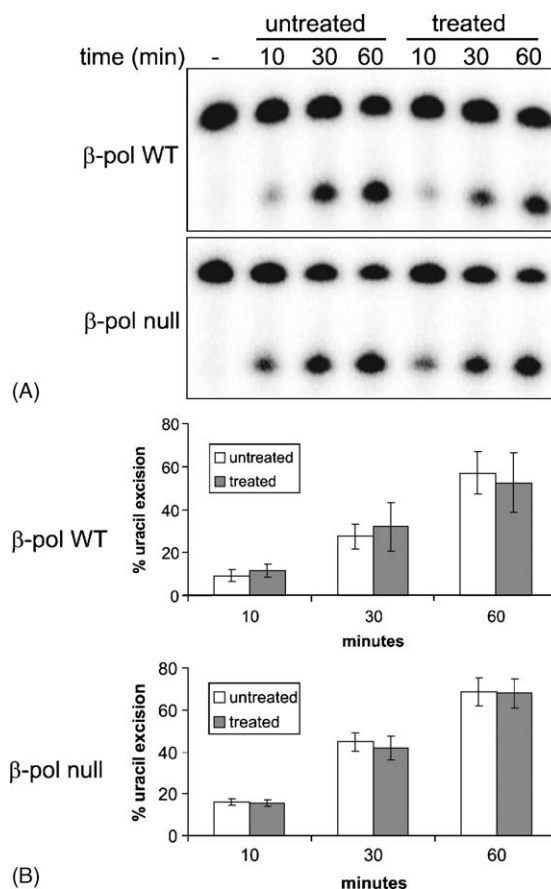 untreated treated
time (min) - 10 30 60 10 30 60
β-pol WT
β-pol null
(A)
80
60
40
20
0
% uracil excision
untreated
treated
β-pol WT
10 30 60
minutes
80
60
40
20
0
% uracil excision
untreated
treated
β-pol null
10 30 60
minutes
(B)